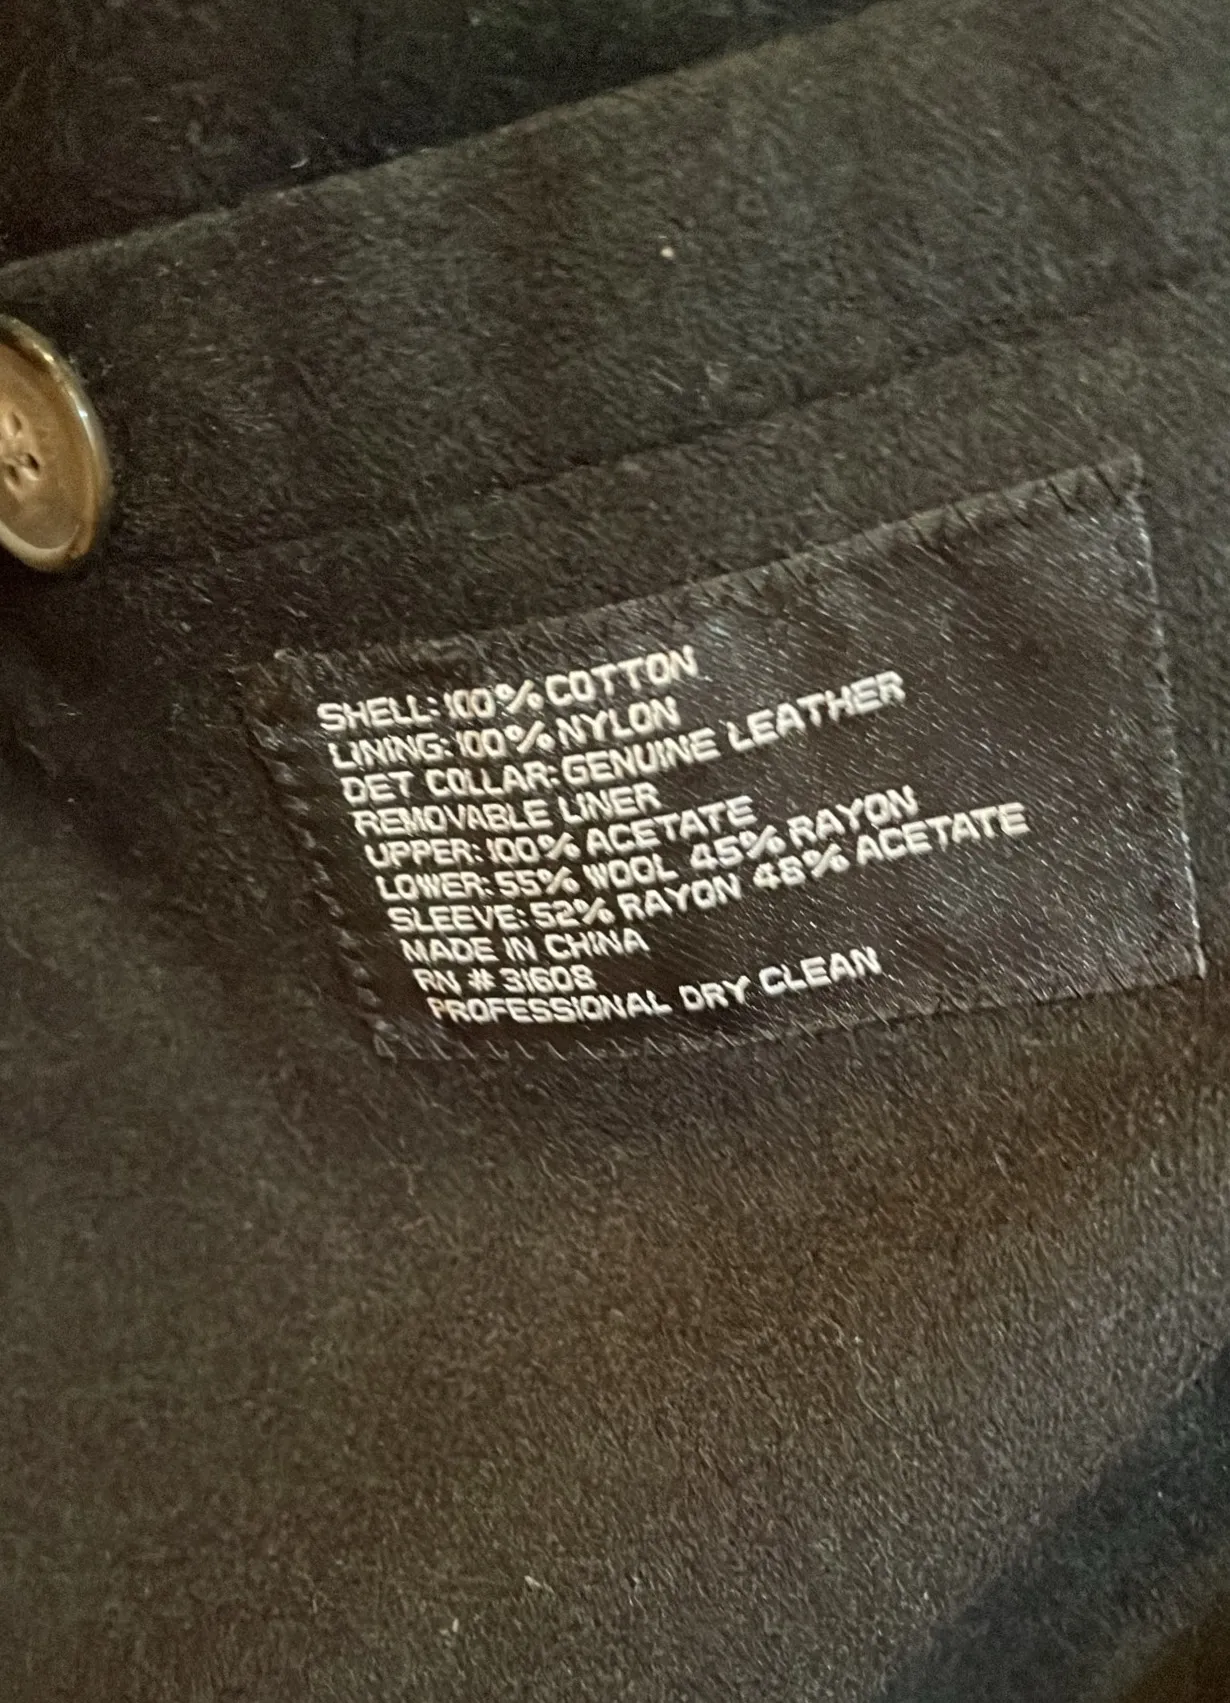 SHELL: 100% COTTON
LINING: 100% NYLON
DET COLLAR: GENUINE LEATHER
REMOVABLE LINER
UPPER: 100% ACETATE
LOWER: 55% WOOL 45% RAYON
SLEEVE: 52% RAYON 48% ACETATE
MADE IN CHINA
RN # 31608
PROFESSIONAL DRY CLEAN